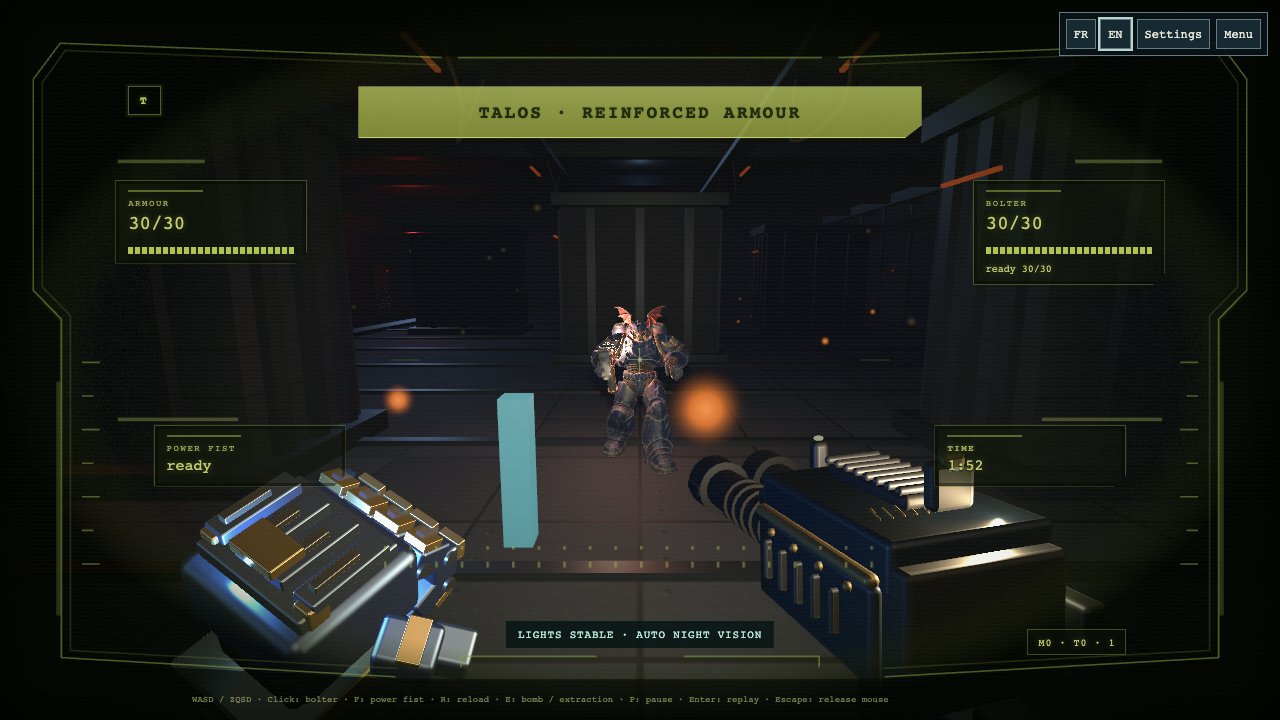 FR EN Settings Menu
T
TALOS · REINFORCED ARMOUR
ARMOUR
30/30
BOLTER
30/30
ready 30/30
POWER FIST
ready
TIME
1:52
LIGHTS STABLE · AUTO NIGHT VISION
M0 · T0 · 1
WASD / ZQSD · Click: bolter · F: power fist · R: reload · E: bomb / extraction · P: pause · Enter: replay · Escape: release mouse